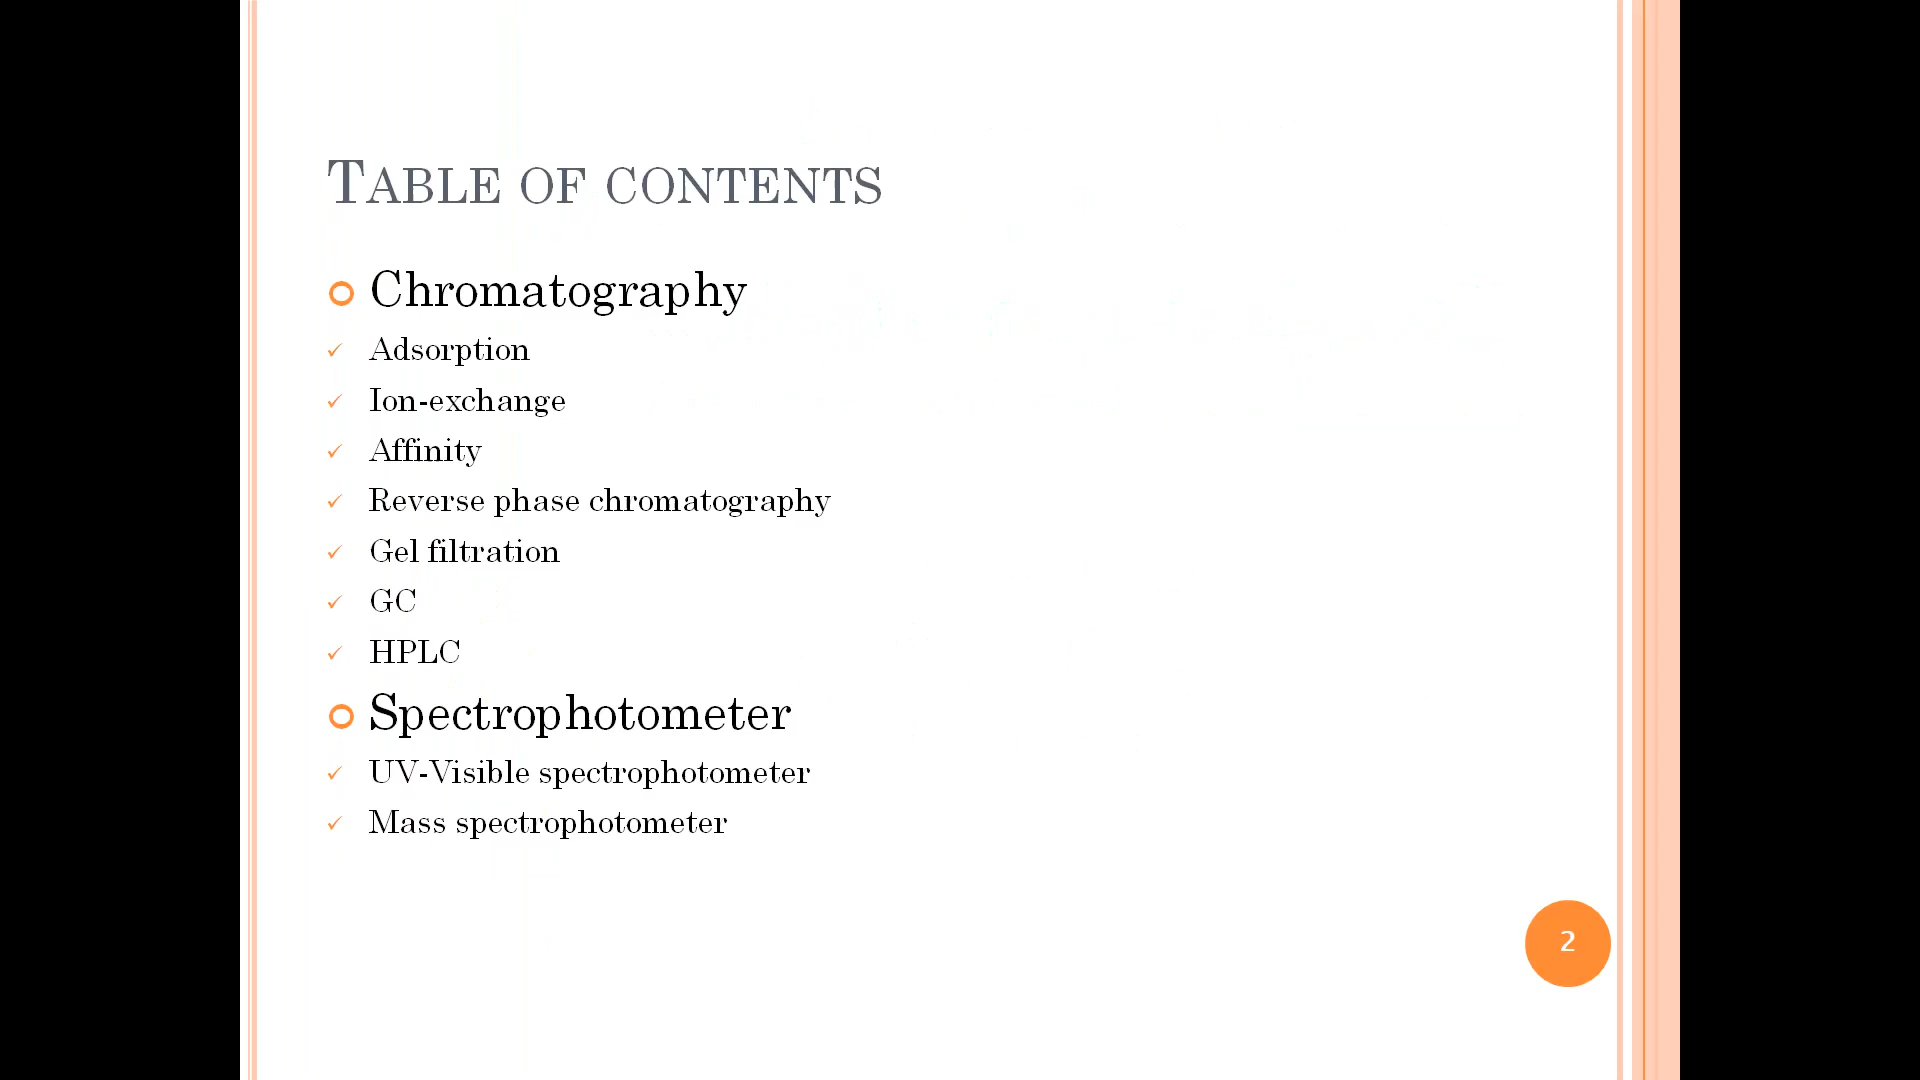 Table of contents
Chromatography
Adsorption
Ion-exchange
Affinity
Reverse phase chromatography
Gel filtration
GC
HPLC
Spectrophotometer
UV-Visible spectrophotometer
Mass spectrophotometer
2